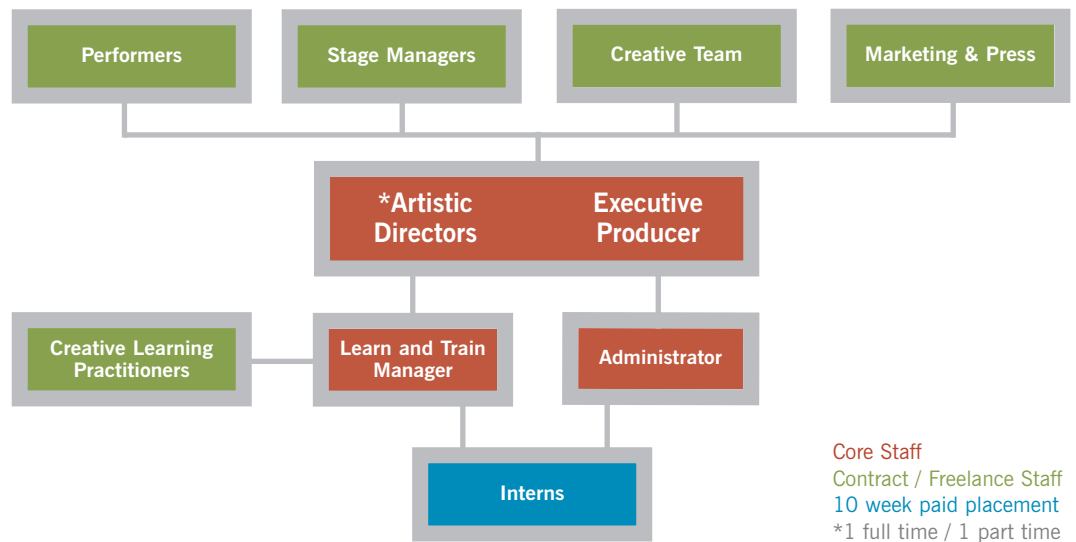 Performers
Stage Managers
Creative Team
Marketing & Press
*Artistic
Directors
Executive
Producer
Creative Learning
Practitioners
Learn and Train
Manager
Administrator
Interns
Core Staff
Contract / Freelance Staff
10 week paid placement
*1 full time / 1 part time